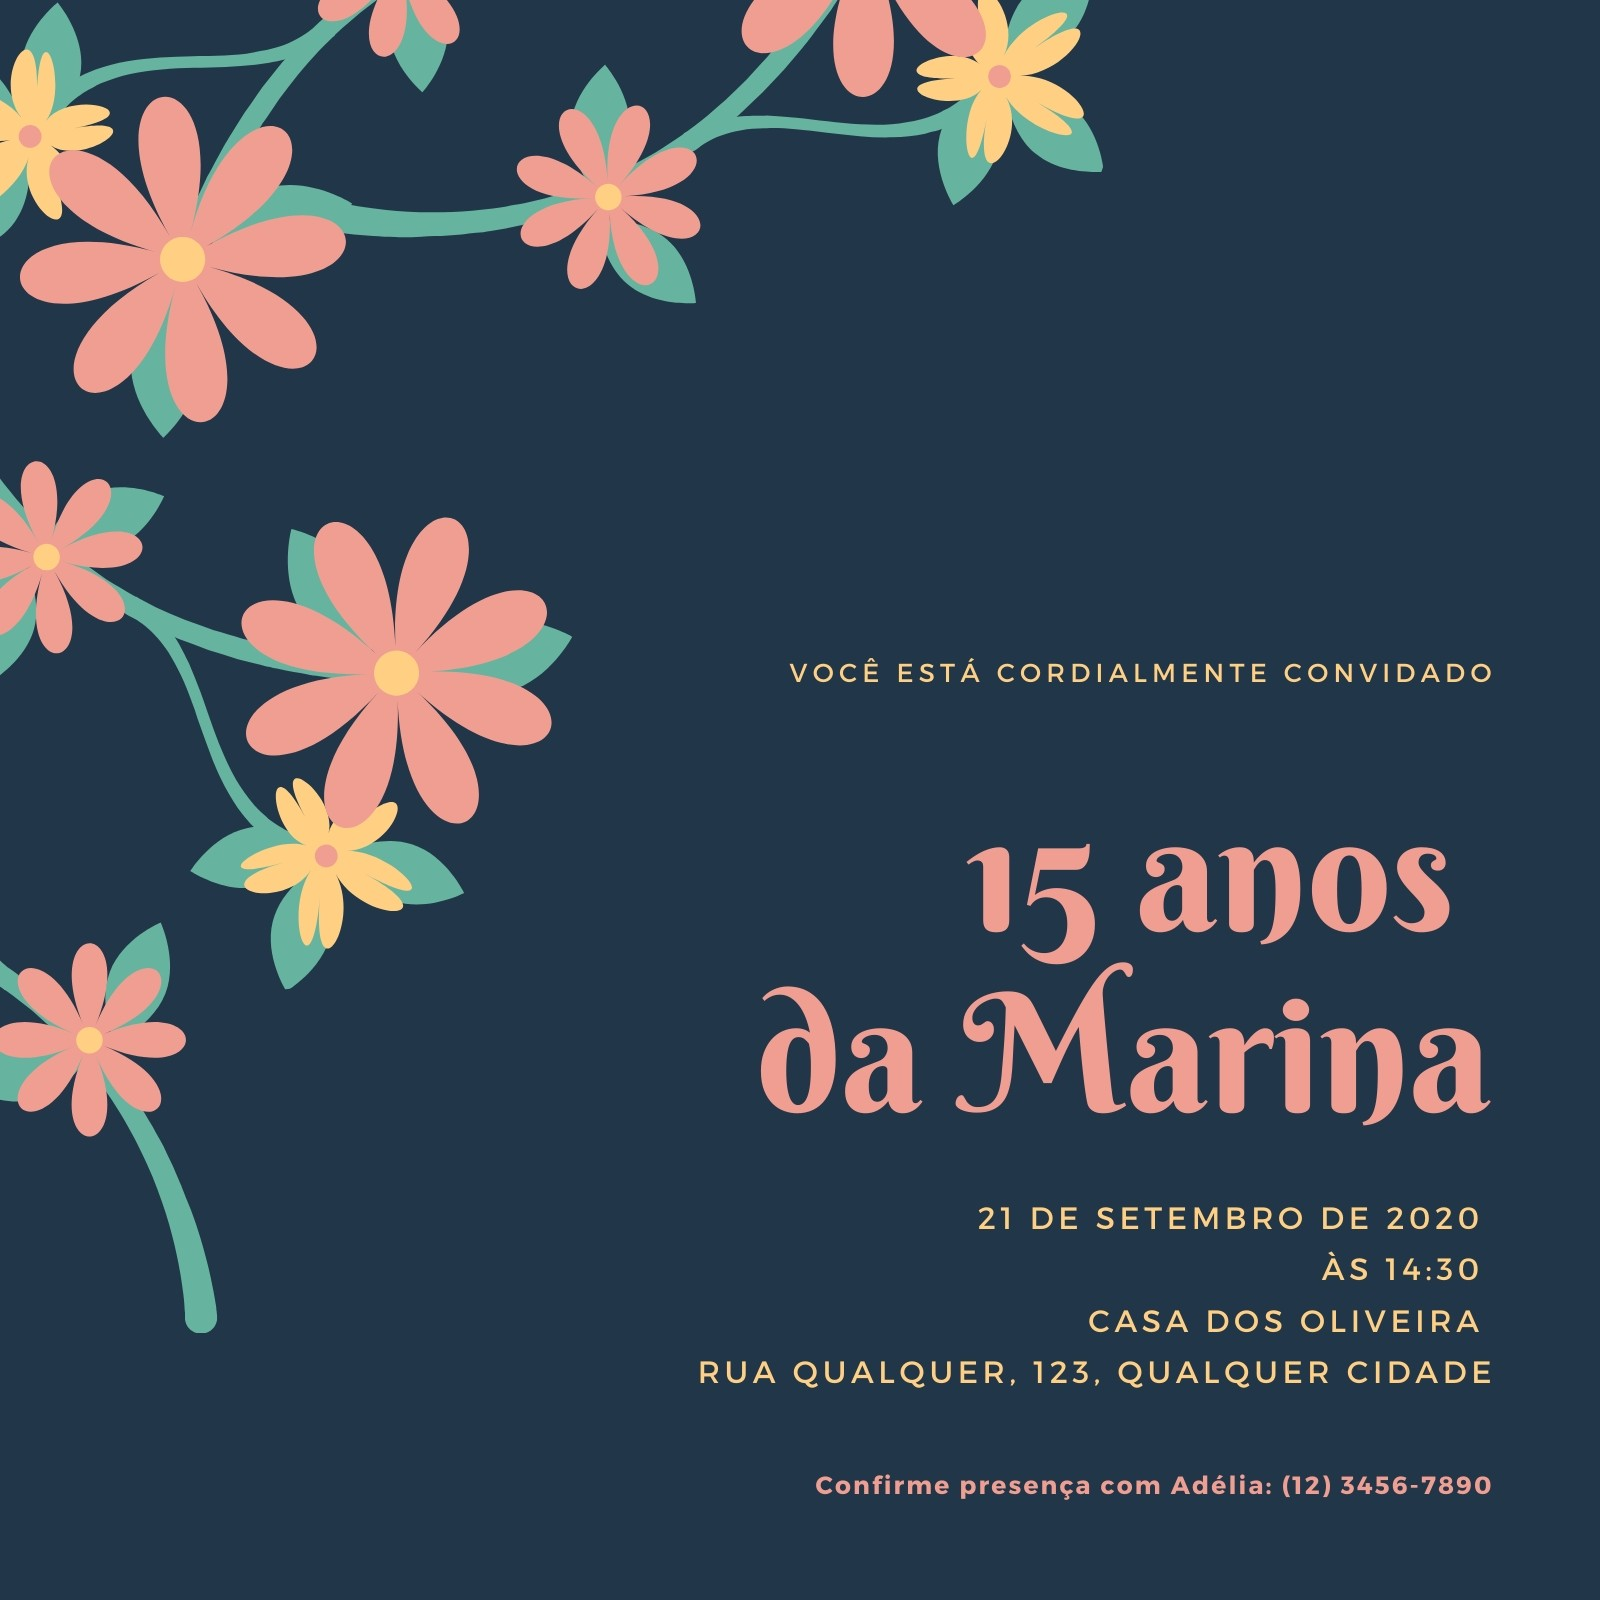 VOCÊ ESTÁ CORDIALMENTE CONVIDADO
15 anos
da Marina
21 DE SETEMBRO DE 2020
ÀS 14:30
CASA DOS OLIVEIRA
RUA QUALQUER, 123, QUALQUER CIDADE
Confirme presença com Adélia: (12) 3456-7890